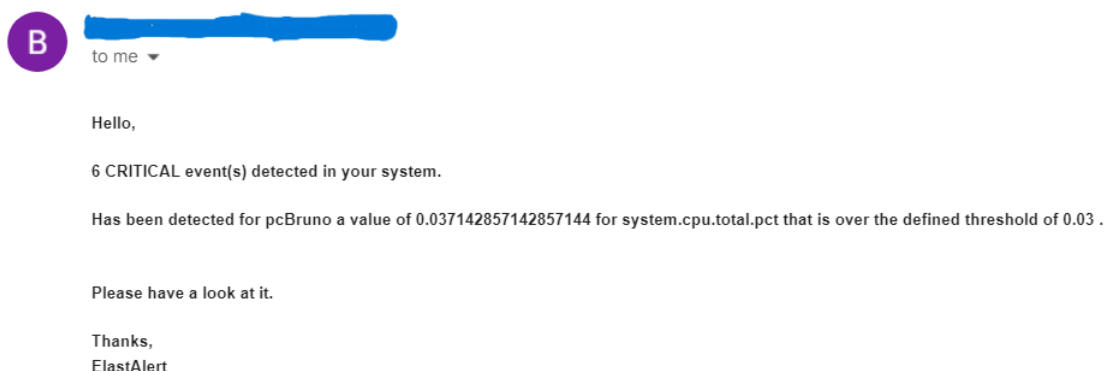 B
to me
Hello,
6 CRITICAL event(s) detected in your system.
Has been detected for pcBruno a value of 0.037142857142857144 for system.cpu.total.pct that is over the defined threshold of 0.03 .
Please have a look at it.
Thanks,
ElastAlert